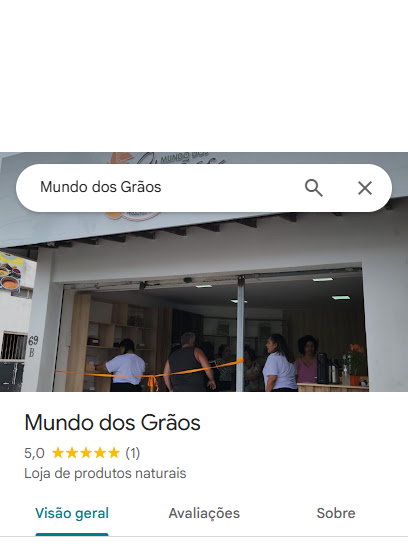 MUNDO DOS
Mundo dos Grãos
69
B
Mundo dos Grãos
5,0 ★★★★★ (1)
Loja de produtos naturais
Visão geral Avaliações Sobre